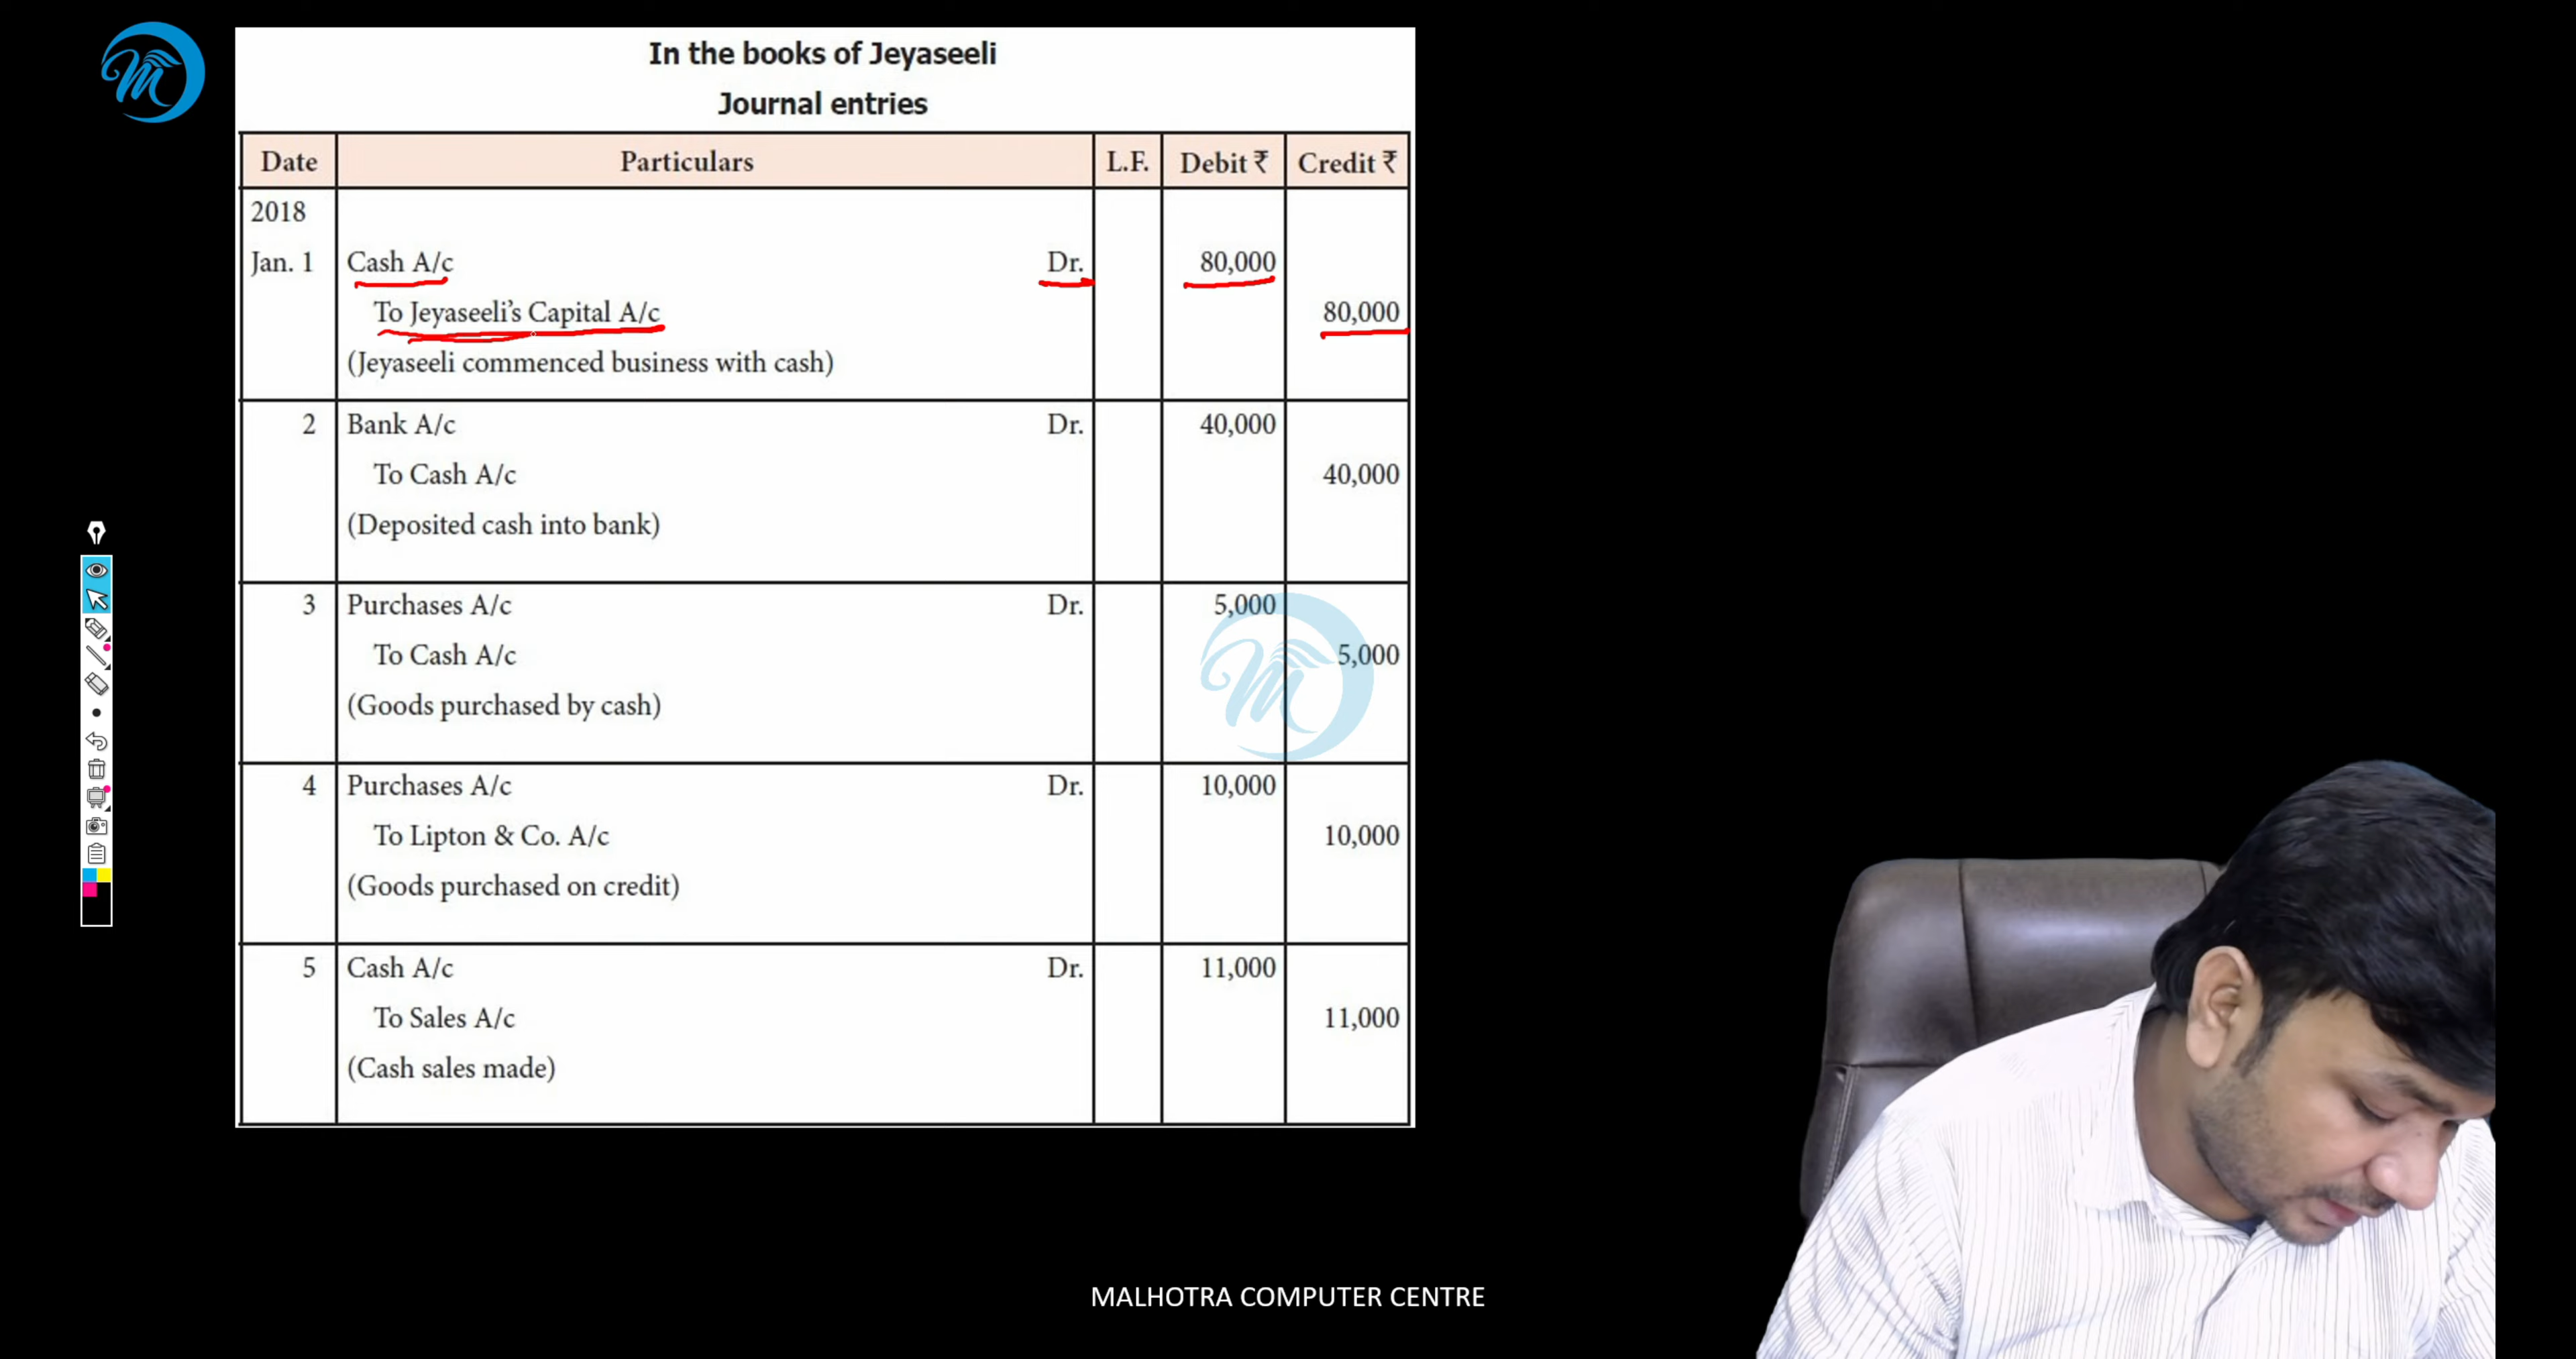 In the books of Jeyaseeli
Journal entries
Date Particulars L.F. Debit ₹ Credit ₹
2018
Jan. 1 Cash A/c Dr. 80,000
To Jeyaseeli’s Capital A/c 80,000
(Jeyaseeli commenced business with cash)
2 Bank A/c Dr. 40,000
To Cash A/c 40,000
(Deposited cash into bank)
3 Purchases A/c Dr. 5,000
To Cash A/c 5,000
(Goods purchased by cash)
4 Purchases A/c Dr. 10,000
To Lipton & Co. A/c 10,000
(Goods purchased on credit)
5 Cash A/c Dr. 11,000
To Sales A/c 11,000
(Cash sales made)
MALHOTRA COMPUTER CENTRE